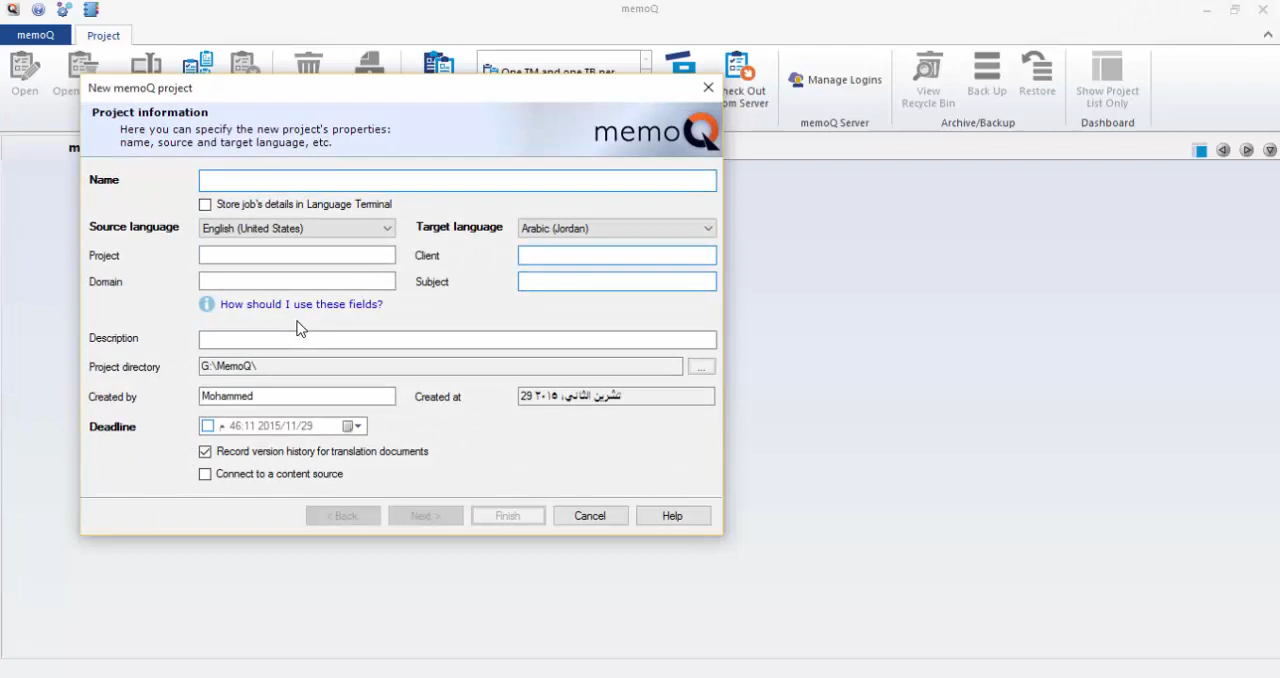 memoQ
memoQ Project
Open
Open
One TM and one TB per
Check Out
om Server
Manage Logins
memoQ Server
View
Recycle Bin
Back Up
Restore
Archive/Backup
Show Project
List Only
Dashboard
m
New memoQ project
Project information
Here you can specify the new project's properties:
name, source and target language, etc.
memoQ
Name
Store job's details in Language Terminal
Source language English (United States) Target language Arabic (Jordan)
Project Client
Domain Subject
How should I use these fields?
Description
Project directory G:\MemoQ\ ...
Created by Mohammed Created at 29 تشرين الثاني، ٢٠١٥
Deadline م 46:11 2015/11/29
Record version history for translation documents
Connect to a content source
< Back Next > Finish Cancel Help